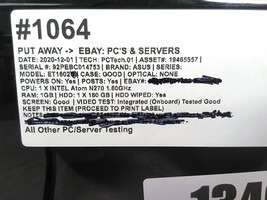 #1064
PUT AWAY -> EBAY: PC'S & SERVERS
DATE: 2020-12-01 | TECH: PCTech.01 | ASSET#: 19465557 |
SERIAL #: 92PEBC014753 | BRAND: ASUS | SERIES:
MODEL: ET1602 CASE: GOOD | OPTICAL: NONE
POWERS ON: Yes | POSTS: Yes |
CPU: 1 X INTEL Atom N270 1.60GHz
RAM: 1GB | HDD: 1 X 160 GB | HDD WIPED: Yes
SCREEN: Good | VIDEO TEST: Integrated (Onboard) Tested Good
KEEP THIS ITEM (PROCEED TO PRINT LABEL)
NOTES
All Other PC/Server Testing